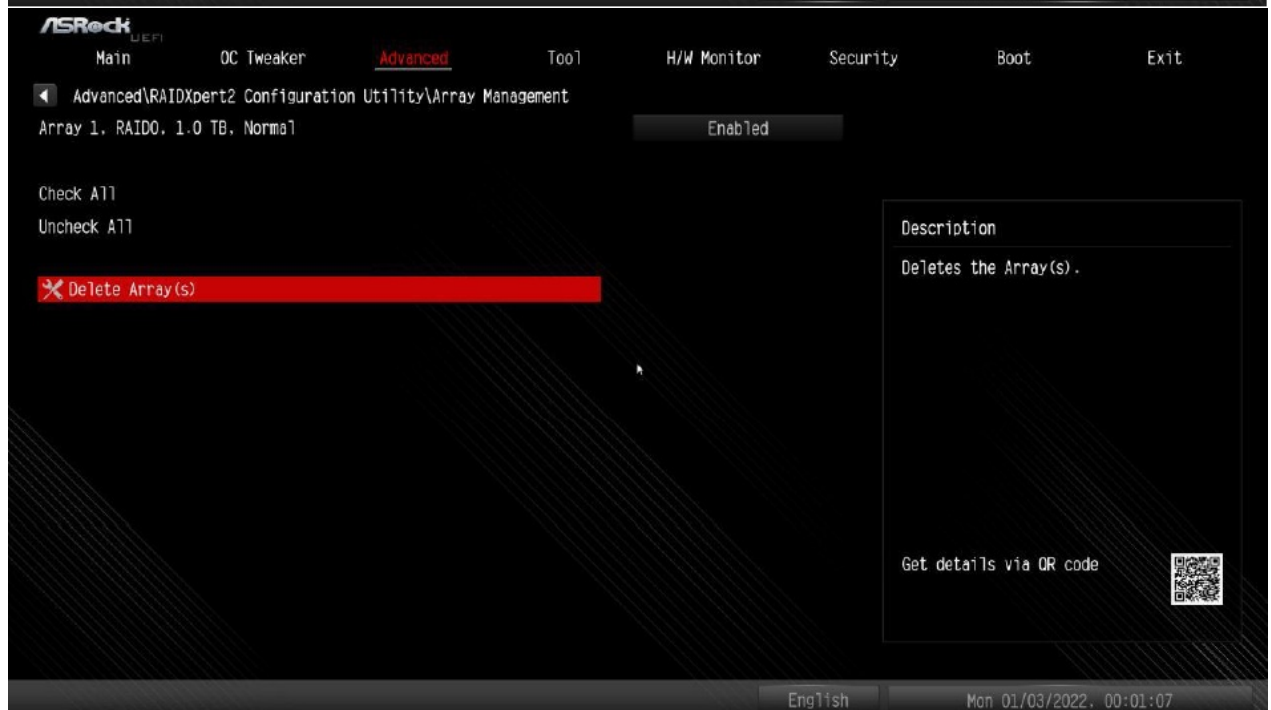 ASRock UEFI
Main OC Tweaker Advanced Tool H/W Monitor Security Boot Exit
Advanced\RAIDXpert2 Configuration Utility\Array Management
Array 1, RAID0, 1.0 TB, Normal Enabled
Check All
Uncheck All
Delete Array(s)
Description
Deletes the Array(s).
Get details via QR code
English Mon 01/03/2022, 00:01:07